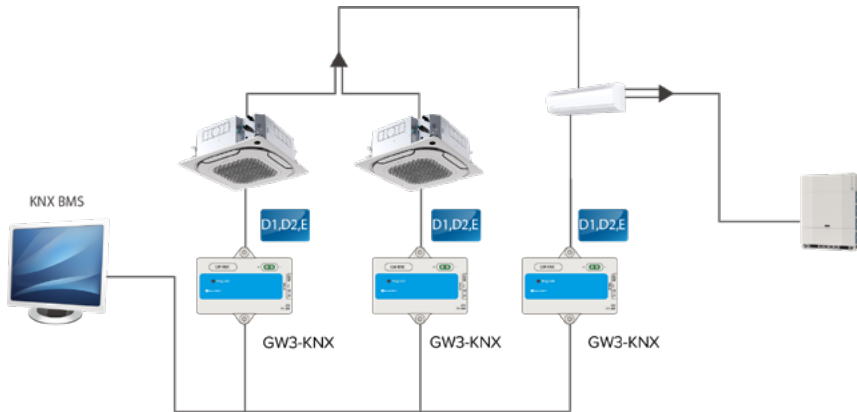 KNX BMS
D1,D2,E
D1,D2,E
D1,D2,E
GW3-KNX
GW3-KNX
GW3-KNX